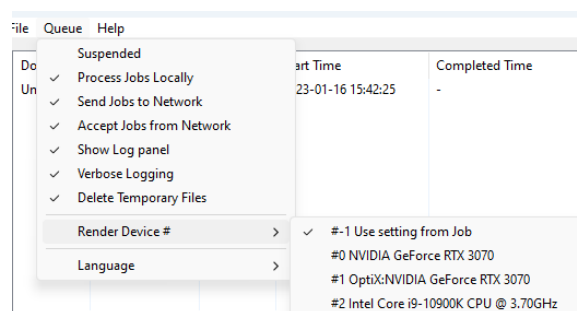 File Queue Help
Suspended
Process Jobs Locally
Send Jobs to Network
Accept Jobs from Network
Show Log panel
Verbose Logging
Delete Temporary Files
Render Device #
Language
Do
art Time
Completed Time
Un
23-01-16 15:42:25
-
#-1 Use setting from Job
#0 NVIDIA GeForce RTX 3070
#1 OptiX:NVIDIA GeForce RTX 3070
#2 Intel Core i9-10900K CPU @ 3.70GHz